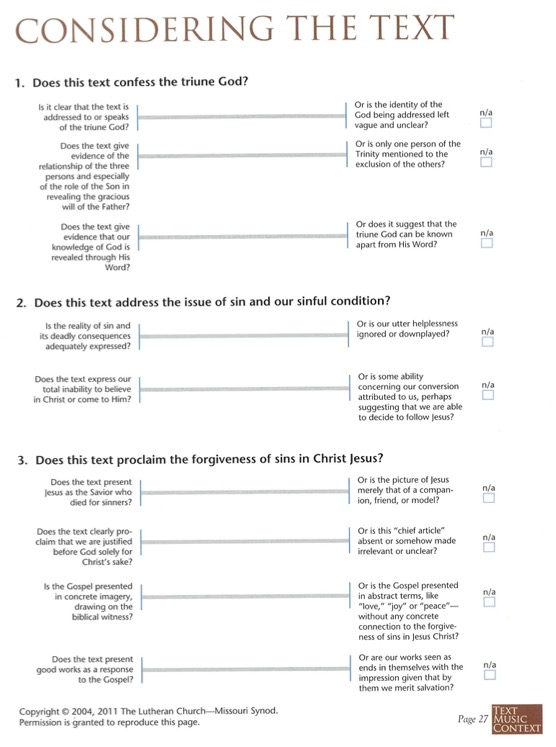 CONSIDERING THE TEXT
1. Does this text confess the triune God?
Is it clear that the text is
addressed to or speaks
of the triune God?
Or is the identity of the
God being addressed left
vague and unclear?
n/a
Does the text give
evidence of the
relationship of the three
persons and especially
of the role of the Son in
revealing the gracious
will of the Father?
Or is only one person of the
Trinity mentioned to the
exclusion of the others?
n/a
Does the text give
evidence that our
knowledge of God is
revealed through His
Word?
Or does it suggest that the
triune God can be known
apart from His Word?
n/a
2. Does this text address the issue of sin and our sinful condition?
Is the reality of sin and
its deadly consequences
adequately expressed?
Or is our utter helplessness
ignored or downplayed?
n/a
Does the text express our
total inability to believe
in Christ or come to Him?
Or is some ability
concerning our conversion
attributed to us, perhaps
suggesting that we are able
to decide to follow Jesus?
n/a
3. Does this text proclaim the forgiveness of sins in Christ Jesus?
Does the text present
Jesus as the Savior who
died for sinners?
Or is the picture of Jesus
merely that of a compan-
ion, friend, or model?
n/a
Does the text clearly pro-
claim that we are justified
before God solely for
Christ's sake?
Or is this "chief article"
absent or somehow made
irrelevant or unclear?
n/a
Is the Gospel presented
in concrete imagery,
drawing on the
biblical witness?
Or is the Gospel presented
in abstract terms, like
"love," "joy" or "peace"—
without any concrete
connection to the forgive-
ness of sins in Jesus Christ?
n/a
Does the text present
good works as a response
to the Gospel?
Or are our works seen as
ends in themselves with the
impression given that by
them we merit salvation?
n/a
Copyright © 2004, 2011 The Lutheran Church—Missouri Synod.
Permission is granted to reproduce this page.
Page 27
TEXT
MUSIC
CONTEXT